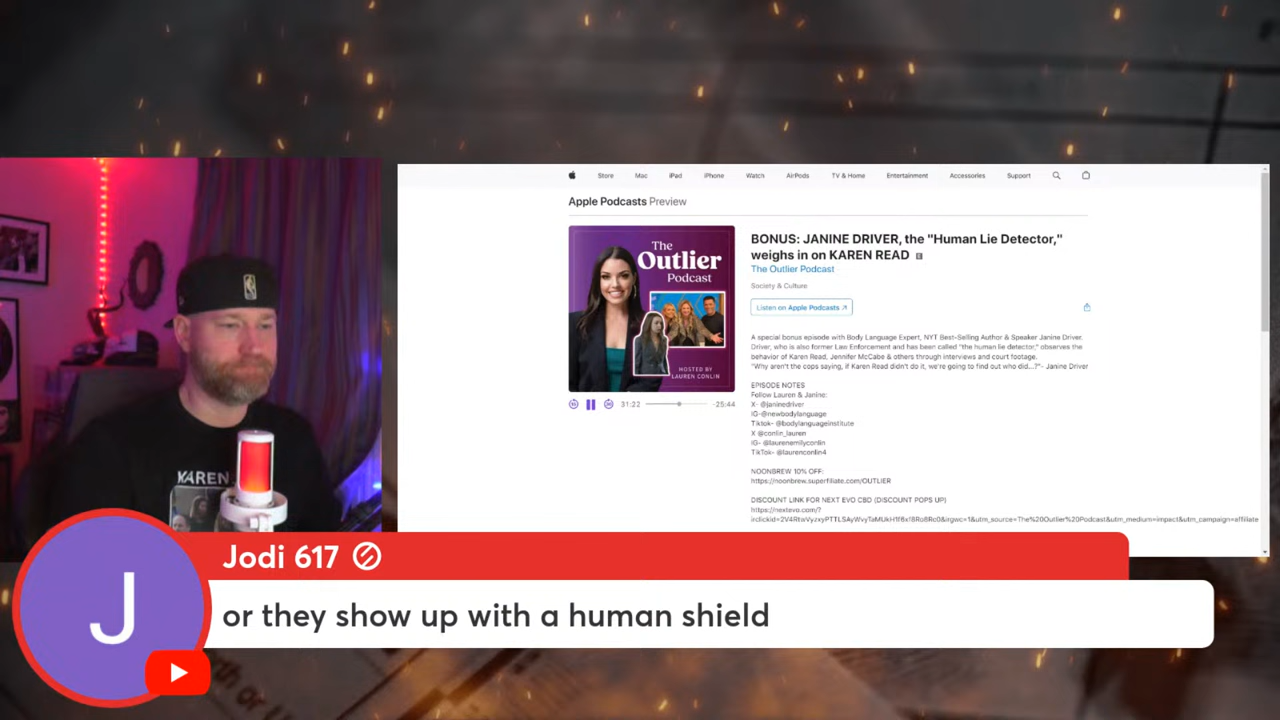 Store Mac iPad iPhone Watch AirPods TV & Home Entertainment Accessories Support
Apple Podcasts Preview
The
Outlier
Podcast
HOSTED BY
LAUREN CONLIN
31:22
-25:44
BONUS: JANINE DRIVER, the "Human Lie Detector,"
weighs in on KAREN READ
The Outlier Podcast
Society & Culture
Listen on Apple Podcasts ↗
A special bonus episode with Body Language Expert, NYT Best-Selling Author & Speaker Janine Driver.
Driver, who is also former Law Enforcement and has been called "the human lie detector," observes the
behavior of Karen Read, Jennifer McCabe & others through interviews and court footage.
"Why aren't the cops saying, if Karen Read didn't do it, we're going to find out who did...?"- Janine Driver
EPISODE NOTES
Follow Lauren & Janine:
X- @janinedriver
IG-@newbodylanguage
Tiktok- @bodylanguageinstitute
X @conlin_lauren
IG- @laurenemilyconlin
TikTok- @laurenconlin4
NOONBREW 10% OFF:
https://noonbrew.superfiliate.com/OUTLIER
DISCOUNT LINK FOR NEXT EVO CBD (DISCOUNT POPS UP)
https://nextevo.com/?
KAREN
J
Jodi 617
or they show up with a human shield